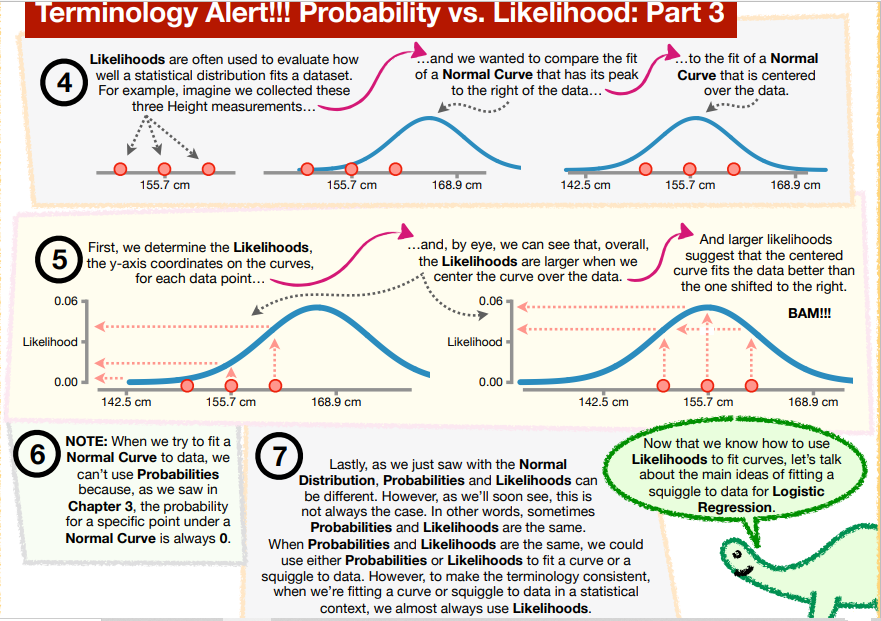 Terminology Alert!!! Probability vs. Likelihood: Part 3
4
Likelihoods are often used to evaluate how
well a statistical distribution fits a dataset.
For example, imagine we collected these
three Height measurements…
…and we wanted to compare the fit
of a Normal Curve that has its peak
to the right of the data…
…to the fit of a Normal
Curve that is centered
over the data.
155.7 cm
155.7 cm
168.9 cm
142.5 cm
155.7 cm
168.9 cm
5
First, we determine the Likelihoods,
the y-axis coordinates on the curves,
for each data point…
…and, by eye, we can see that, overall,
the Likelihoods are larger when we
center the curve over the data.
And larger likelihoods
suggest that the centered
curve fits the data better than
the one shifted to the right.
BAM!!!
0.06
Likelihood
0.00
142.5 cm
155.7 cm
168.9 cm
0.06
Likelihood
0.00
142.5 cm
155.7 cm
168.9 cm
6
NOTE: When we try to fit a
Normal Curve to data, we
can’t use Probabilities
because, as we saw in
Chapter 3, the probability
for a specific point under a
Normal Curve is always 0.
7
Lastly, as we just saw with the Normal
Distribution, Probabilities and Likelihoods can
be different. However, as we’ll soon see, this is
not always the case. In other words, sometimes
Probabilities and Likelihoods are the same.
When Probabilities and Likelihoods are the same, we could
use either Probabilities or Likelihoods to fit a curve or a
squiggle to data. However, to make the terminology consistent,
when we’re fitting a curve or squiggle to data in a statistical
context, we almost always use Likelihoods.
Now that we know how to use
Likelihoods to fit curves, let’s talk
about the main ideas of fitting a
squiggle to data for Logistic
Regression.